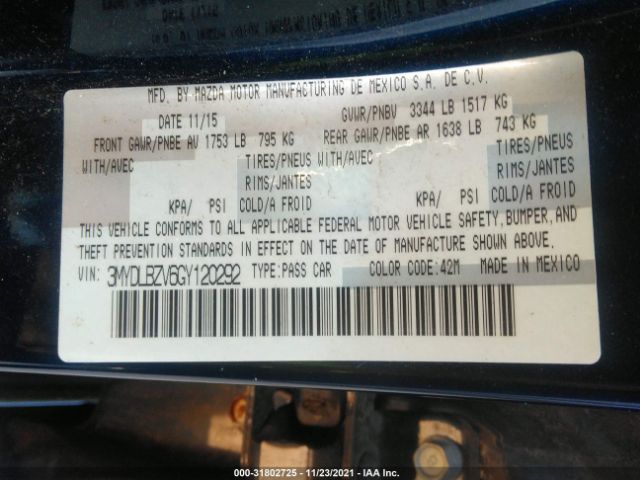 MFD. BY MAZDA MOTOR MANUFACTURING DE MEXICO S.A. DE C.V.
DATE 11/15 GVWR/PNBV 3344 LB 1517 KG
FRONT GAWR/PNBE AV 1753 LB 795 KG REAR GAWR/PNBE AR 1638 LB 743 KG
WITH/AVEC TIRES/PNEUS WITH/AVEC TIRES/PNEUS
RIMS/JANTES RIMS/JANTES
KPA/ PSI COLD/A FROID KPA/ PSI COLD/A FROID
THIS VEHICLE CONFORMS TO ALL APPLICABLE FEDERAL MOTOR VEHICLE SAFETY, BUMPER, AND
THEFT PREVENTION STANDARDS IN EFFECT ON THE DATE OF MANUFACTURE SHOWN ABOVE.
VIN: 3MYDLBZV6GY120292 TYPE: PASS CAR COLOR CODE: 42M MADE IN MEXICO
000-31802725 - 11/23/2021 - IAA Inc.